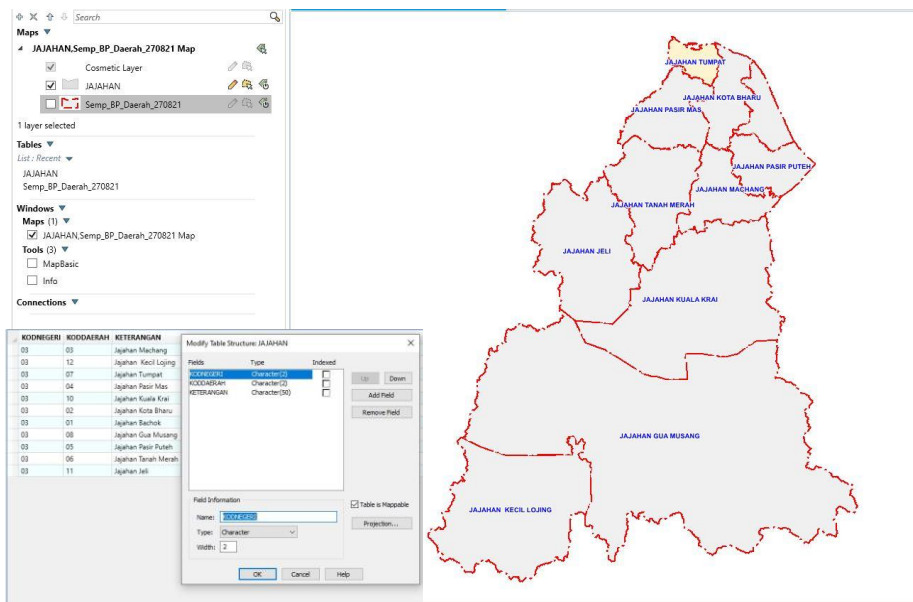 Search
Maps
JAJAHAN,Semp_BP_Daerah_270821 Map
Cosmetic Layer
JAJAHAN
Semp_BP_Daerah_270821
1 layer selected
Tables
List : Recent
JAJAHAN
Semp_BP_Daerah_270821
Windows
Maps (1)
JAJAHAN,Semp_BP_Daerah_270821 Map
Tools (3)
MapBasic
Info
Connections
KODNEGERI KODDAERAH KETERANGAN
03 03 Jajahan Machang
03 12 Jajahan Kecil Lojing
03 07 Jajahan Tumpat
03 04 Jajahan Pasir Mas
03 10 Jajahan Kuala Krai
03 02 Jajahan Kota Bharu
03 01 Jajahan Bachok
03 08 Jajahan Gua Musang
03 05 Jajahan Pasir Puteh
03 06 Jajahan Tanah Merah
03 11 Jajahan Jeli
Modify Table Structure: JAJAHAN
Fields Type Indexed
KODNEGERI Character(2)
KODDAERAH Character(2)
KETERANGAN Character(50)
Up Down
Add Field
Remove Field
Field Information
Name: KODNEGERI
Type: Character
Width: 2
Table is Mappable
Projection...
OK Cancel Help
JAJAHAN TUMPAT
JAJAHAN KOTA BHARU
JAJAHAN PASIR MAS
JAJAHAN PASIR PUTEH
JAJAHAN MACHANG
JAJAHAN TANAH MERAH
JAJAHAN JELI
JAJAHAN KUALA KRAI
JAJAHAN GUA MUSANG
JAJAHAN KECIL LOJING